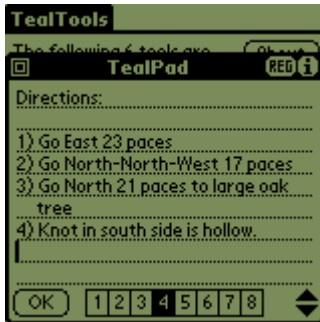 TealTools
The following 6 tools are
TealPad
REG i
Directions:
1) Go East 23 paces
2) Go North-North-West 17 paces
3) Go North 21 paces to large oak
tree
4) Knot in south side is hollow.
OK 1 2 3 4 5 6 7 8